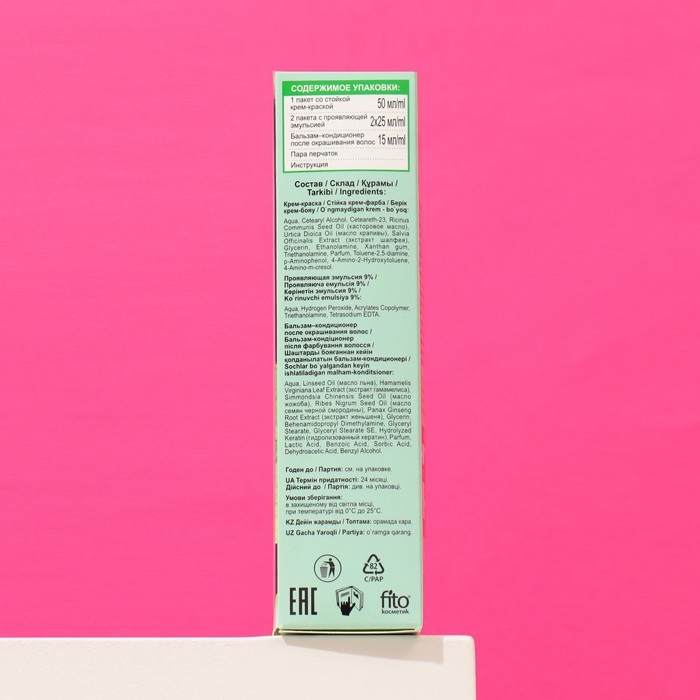 СОДЕРЖИМОЕ УПАКОВКИ:
1 пакет со стойкой
крем-краской 50 мл/ml
2 пакета с проявляющей
эмульсией 2x25 мл/ml
Бальзам–кондиционер
после окрашивания волос 15 мл/ml
Пара перчаток
Инструкция
Состав / Склад / Құрамы /
Tarkibi / Ingredients:
Крем-краска / Стійка крем-фарба / Берік
крем-бояу / O`ngmaydigan krem - bo`yoq:
Aqua, Cetearyl Alcohol, Ceteareth-23, Ricinus
Communis Seed Oil (касторовое масло),
Urtica Dioica Oil (масло крапивы), Salvia
Officinalis Extract (экстракт шалфея),
Glycerin, Ethanolamine, Xanthan gum,
Triethanolamine, Parfum, Toluene-2,5-diamine,
p-Aminophenol, 4-Amino-2-Hydroxytoluene,
4-Amino-m-cresol.
Проявляющая эмульсия 9% /
Проявляюча емульсія 9% /
Көрінетін эмульсия 9% /
Ko`rinuvchi emulsiya 9%:
Aqua, Hydrogen Peroxide, Acrylates Copolymer,
Triethanolamine, Tetrasodium EDTA.
Бальзам–кондиционер
после окрашивания волос /
Бальзам-кондіціонер
після фарбування волосся /
Шаштарды бояғаннан кейін
қолданылатын бальзам-кондиционері /
Sochlar bo`yalgandan keyin
ishlatiladigan malham-konditsioner:
Aqua, Linseed Oil (масло льна), Hamamelis
Virginiana Leaf Extract (экстракт гамамелиса),
Simmondsia Chinensis Seed Oil (масло
жожоба), Ribes Nigrum Seed Oil (масло
семян черной смородины), Panax Ginseng
Root Extract (экстракт женьшеня), Glycerin,
Behenamidopropyl Dimethylamine, Glyceryl
Stearate, Glyceryl Stearate SE, Hydrolyzed
Keratin (гидролизованный кератин), Parfum,
Lactic Acid, Benzoic Acid, Sorbic Acid,
Dehydroacetic Acid, Benzyl Alcohol.
Годен до / Партия: см. на упаковке.
UA Термін придатності: 24 місяці.
Дійсний до / Партія: див. на упаковці.
Умови зберігання:
в захищеному від світла місці,
при температурі від 0°С до 25°С.
KZ Дейін жарамды / Топтама: орамада қара.
UZ Gacha Yaroqli / Partiya: o`ramga qarang.
82
C/PAP
EAC
fito®
косметик